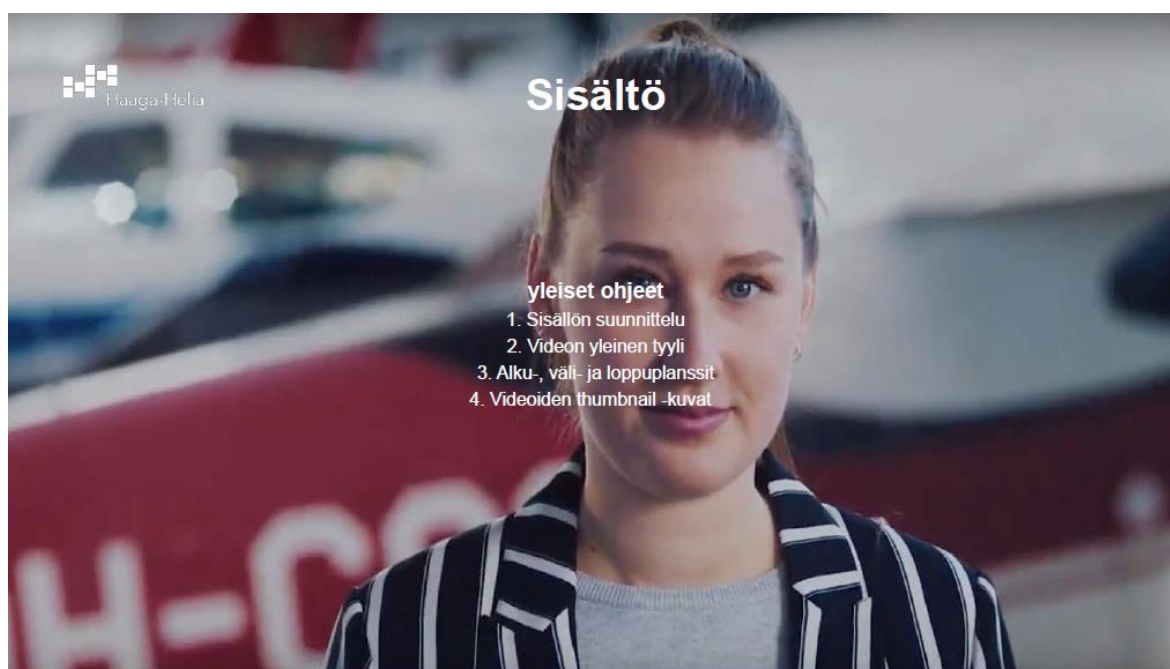 Haaga-Helia
Sisältö
yleiset ohjeet
1. Sisällön suunnittelu
2. Videon yleinen tyyli
3. Alku-, väli- ja loppuplanssit
4. Videoiden thumbnail -kuvat